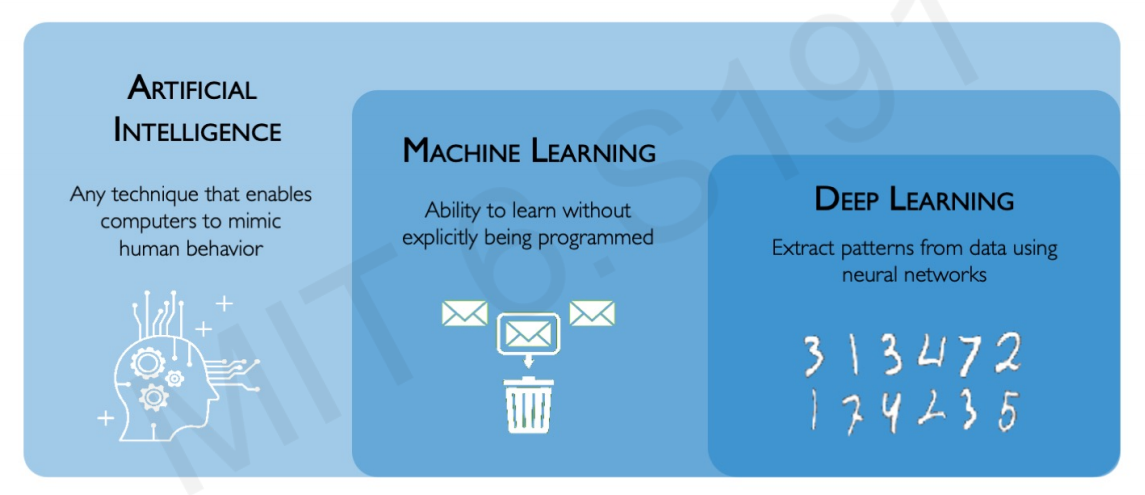 ARTIFICIAL
INTELLIGENCE
Any technique that enables
computers to mimic
human behavior
MACHINE LEARNING
Ability to learn without
explicitly being programmed
DEEP LEARNING
Extract patterns from data using
neural networks
3 1 3 4 7 2
1 7 4 2 3 5
MIT 6.S191